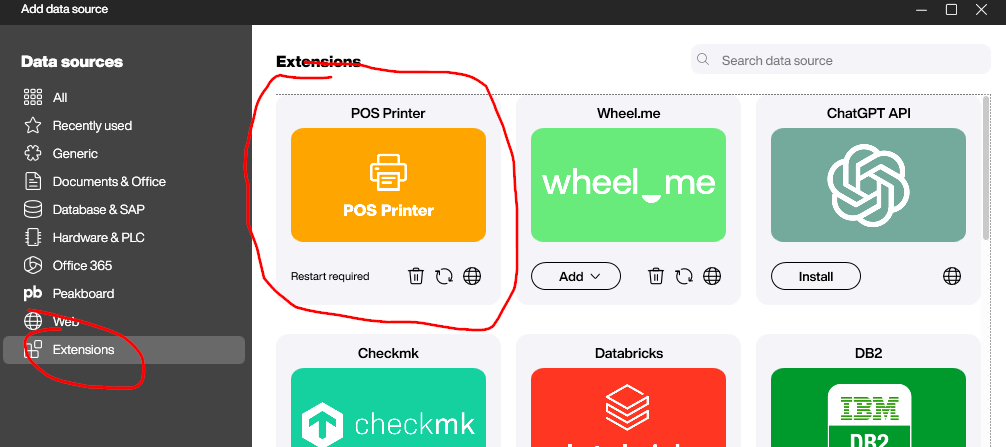 Add data source
Data sources
All
Recently used
Generic
Documents & Office
Database & SAP
Hardware & PLC
Office 365
pb Peakboard
Web
Extensions
Extensions
Search data source
POS Printer
POS Printer
Restart required
Wheel.me
wheel_me
Add
ChatGPT API
Install
Checkmk
checkmk
Databricks
DB2
IBM
DB2